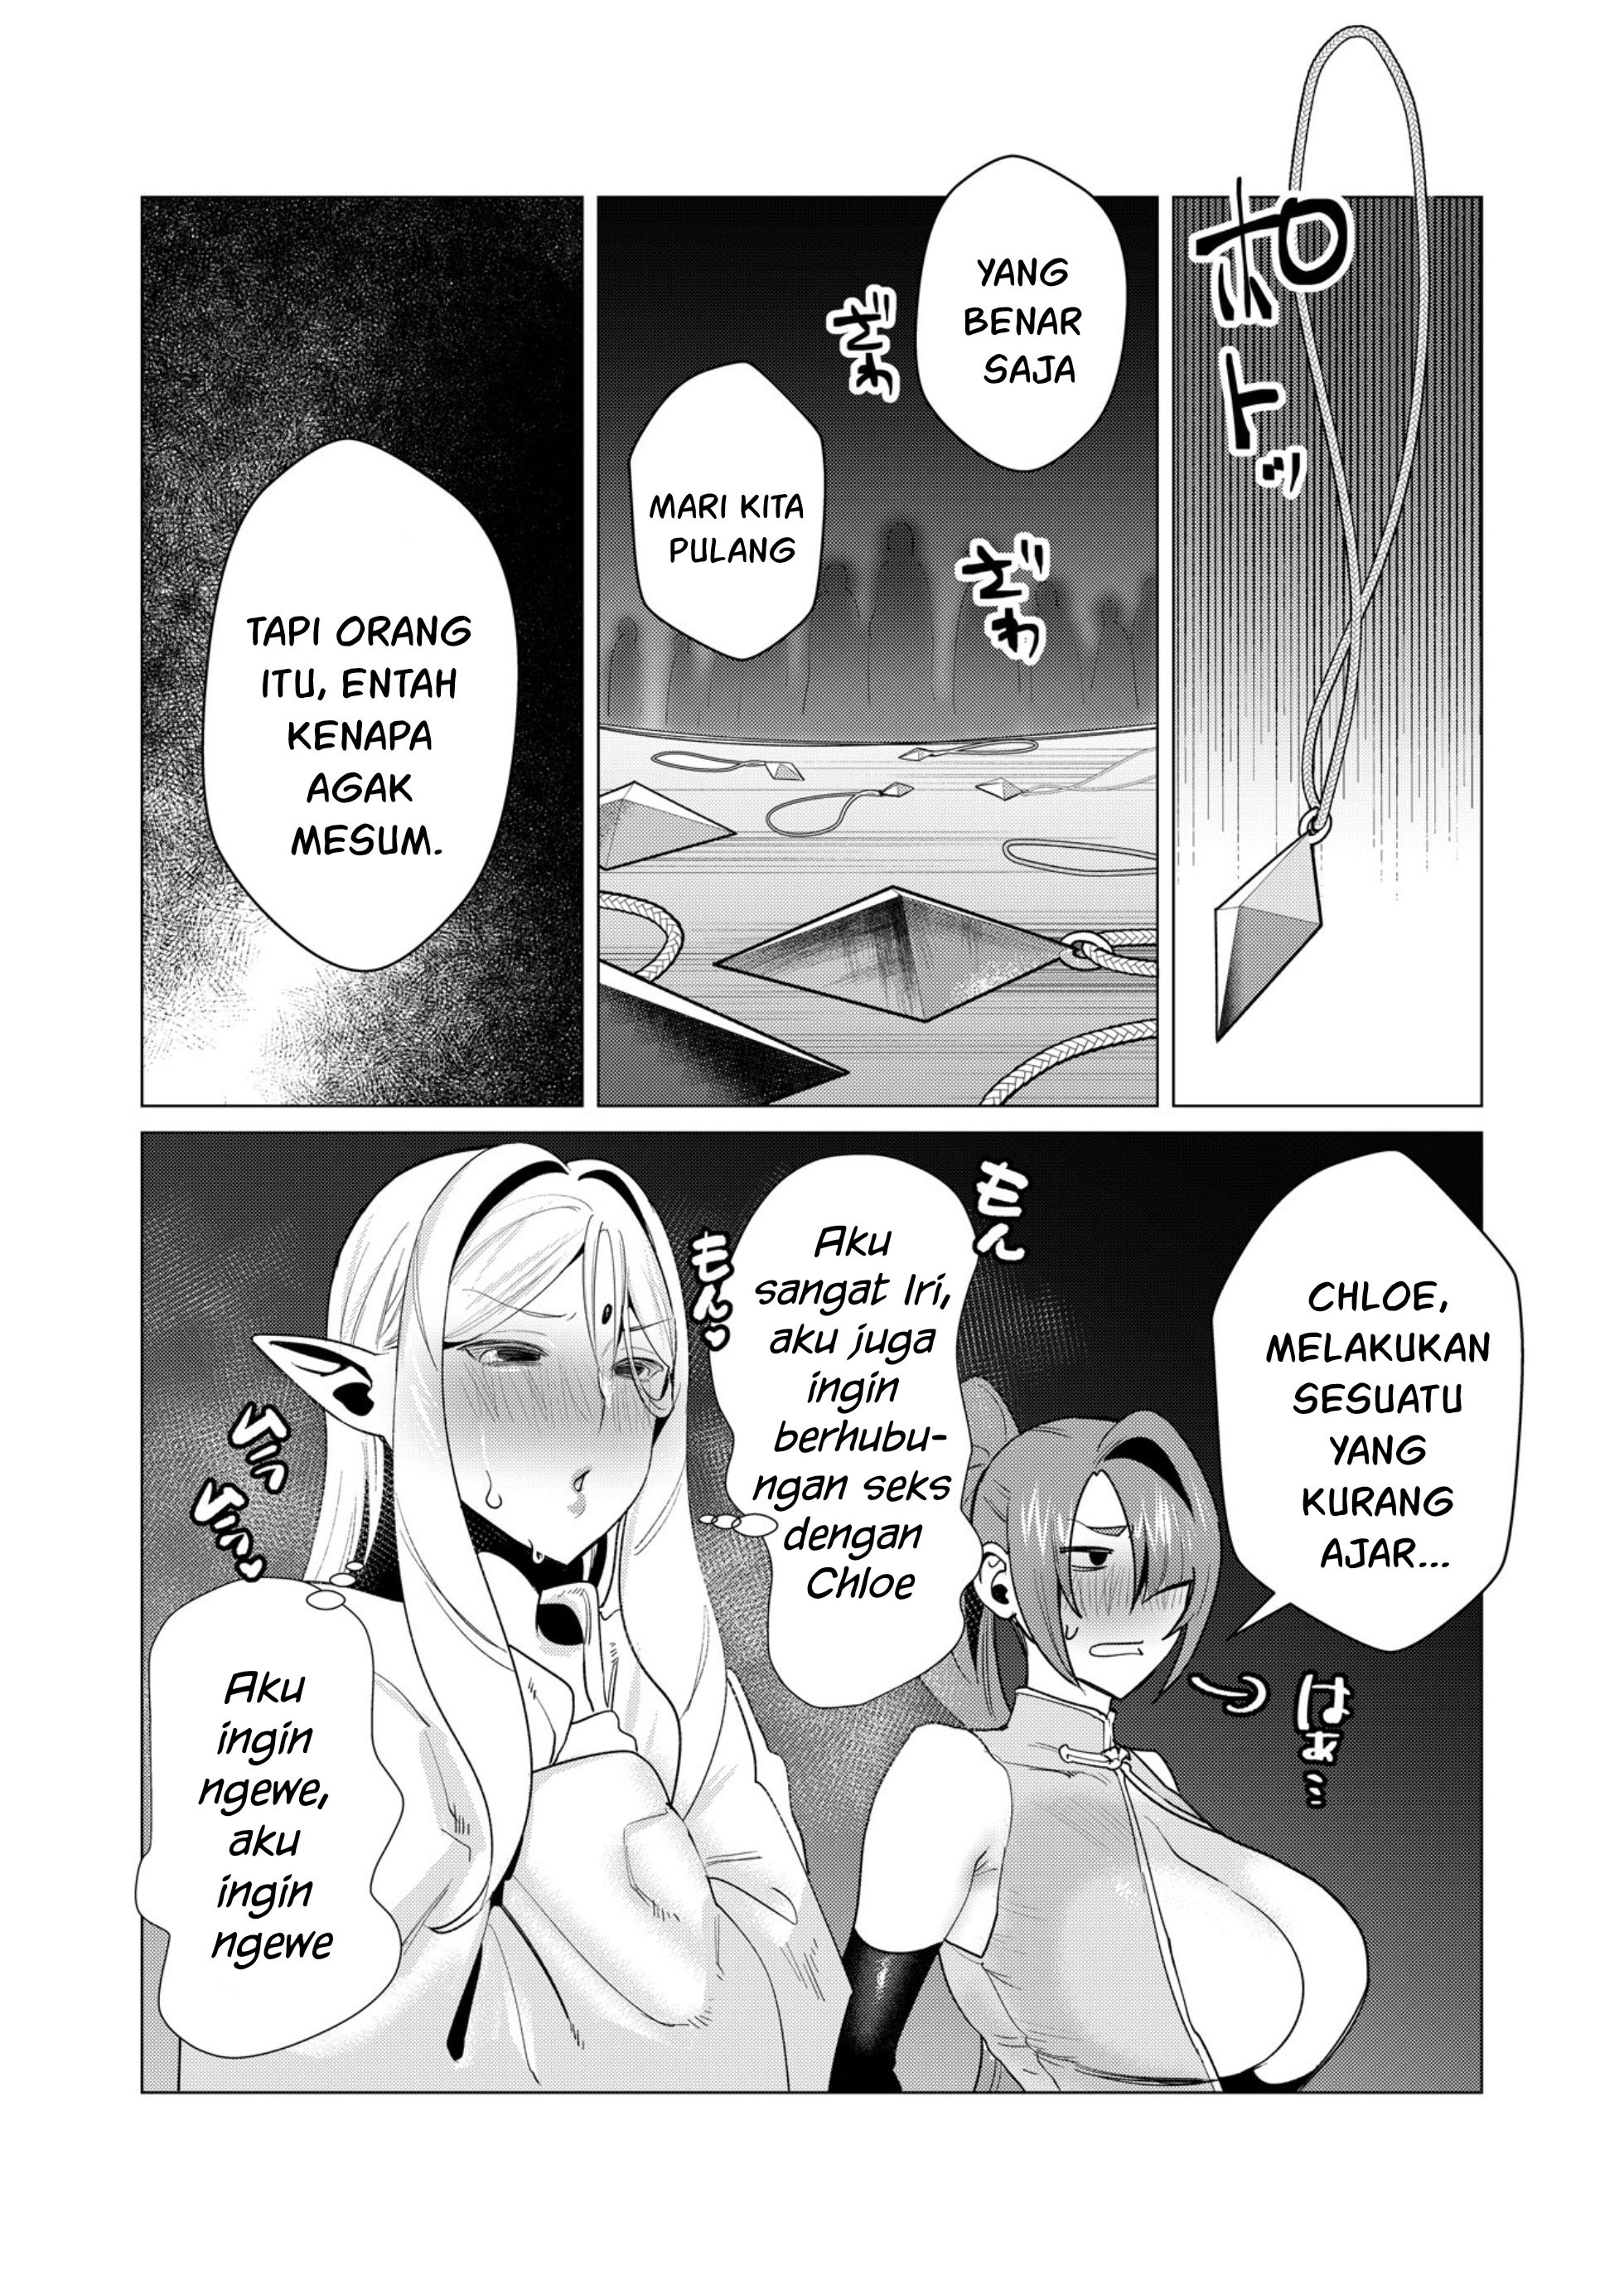 ポトッ
YANG
BENAR
SAJA
ざわ
MARI KITA
PULANG
ざわ
TAPI ORANG
ITU, ENTAH
KENAPA
AGAK
MESUM.
CHLOE,
MELAKUKAN
SESUATU
YANG
KURANG
AJAR...
はぁ…
もん
Aku
sangat Iri,
aku juga
ingin
berhubu-
ngan seks
dengan
Chloe
もん
Aku
ingin
ngewe,
aku
ingin
ngewe